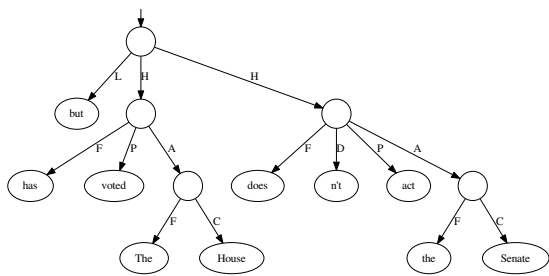 L H H
but
F P A F D P A
has voted does n't act
F C F C
The House the Senate